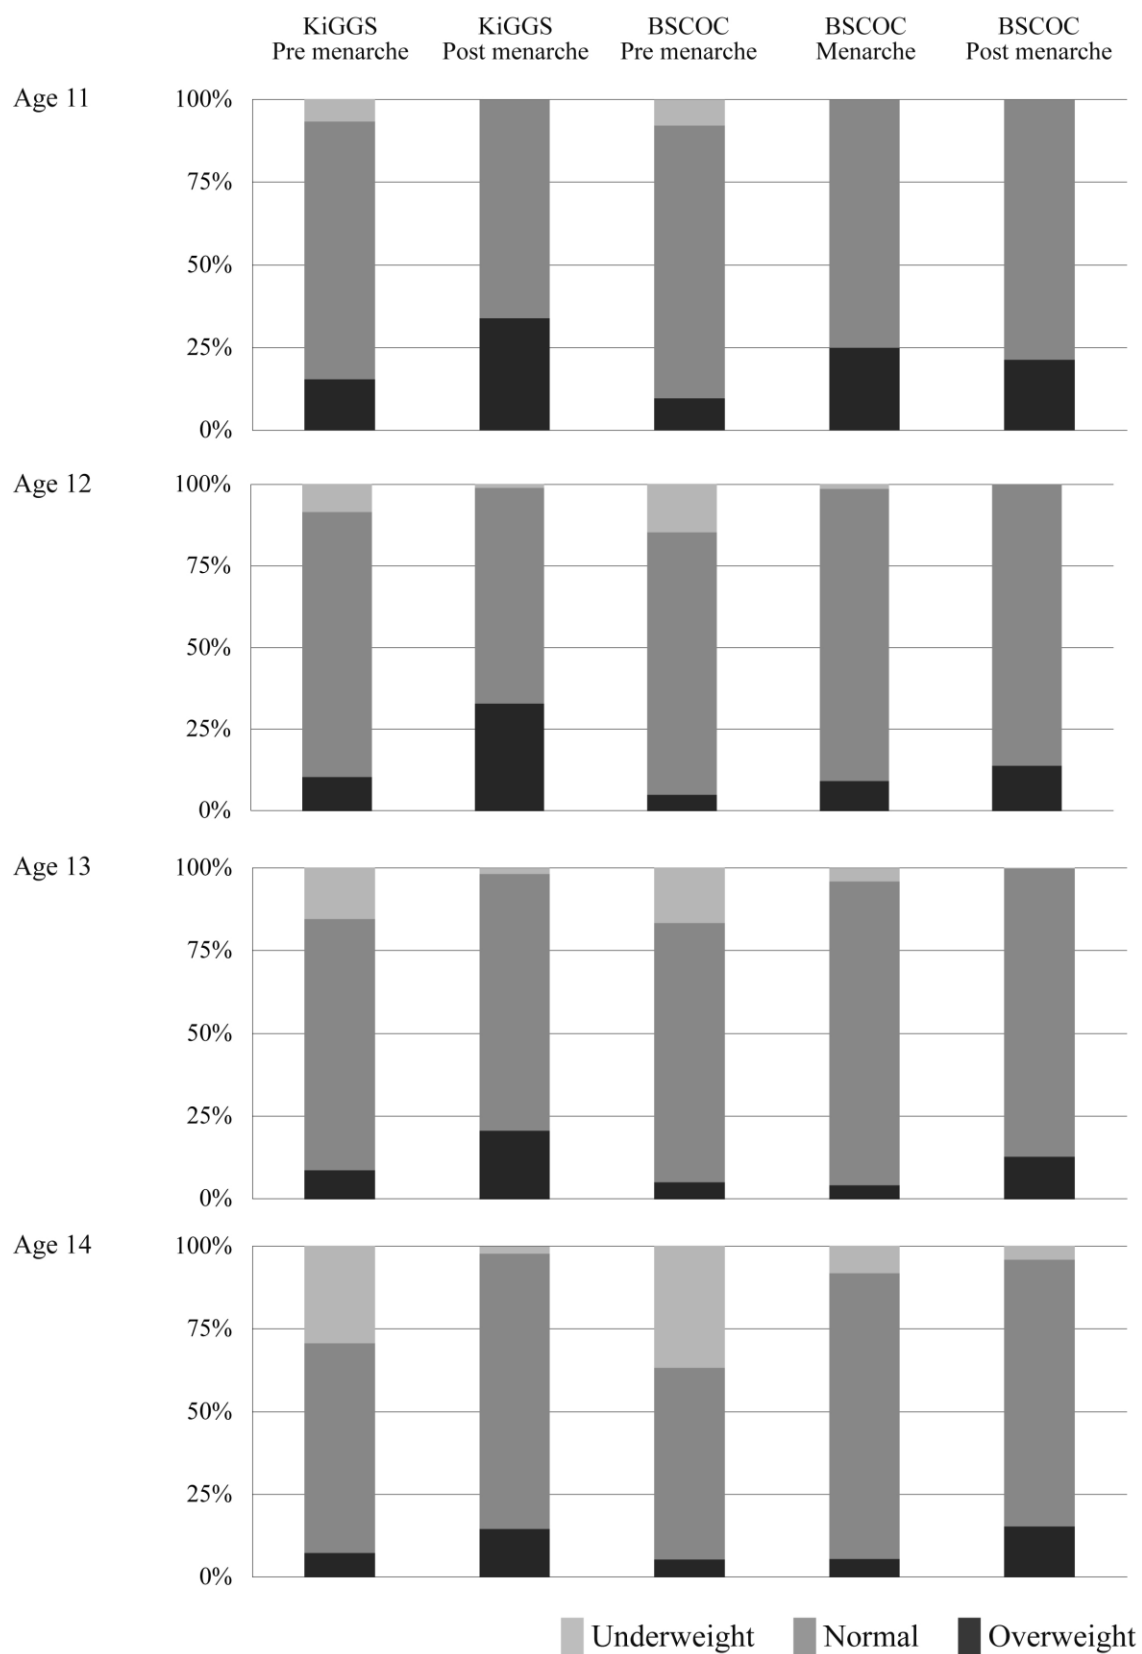 KiGGS KiGGS BSCOC BSCOC BSCOC
Pre menarche Post menarche Pre menarche Menarche Post menarche
Age 11
100%
75%
50%
25%
0%
Age 12
100%
75%
50%
25%
0%
Age 13
100%
75%
50%
25%
0%
Age 14
100%
75%
50%
25%
0%
Underweight Normal Overweight